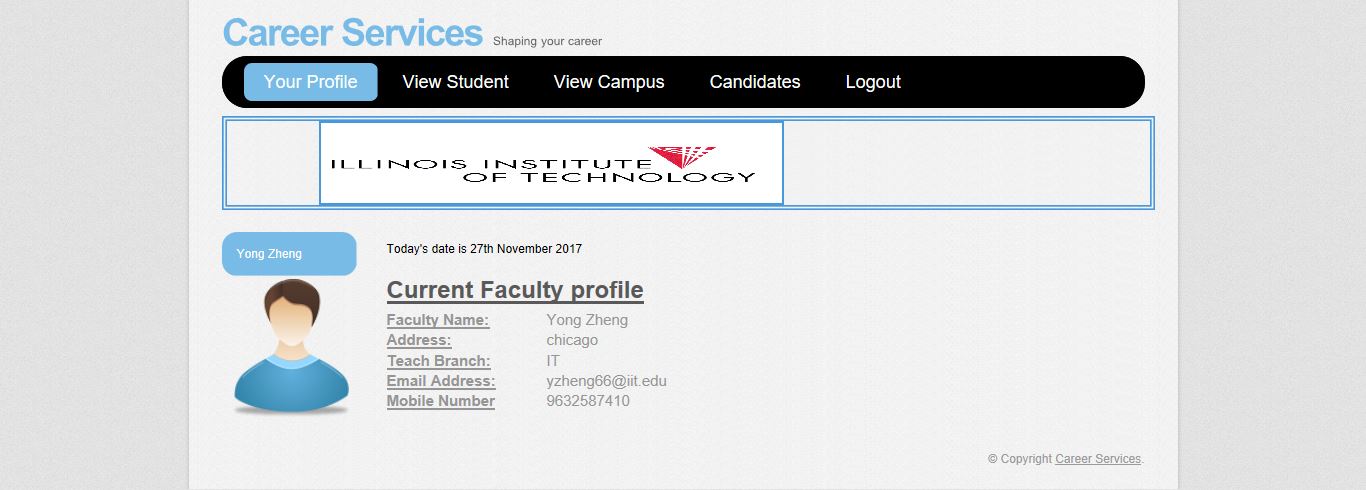 Career Services Shaping your career
Your Profile View Student View Campus Candidates Logout
ILLINOIS INSTITUTE
OF TECHNOLOGY
Yong Zheng
Today's date is 27th November 2017
Current Faculty profile
Faculty Name: Yong Zheng
Address: chicago
Teach Branch: IT
Email Address: yzheng66@iit.edu
Mobile Number 9632587410
© Copyright Career Services.